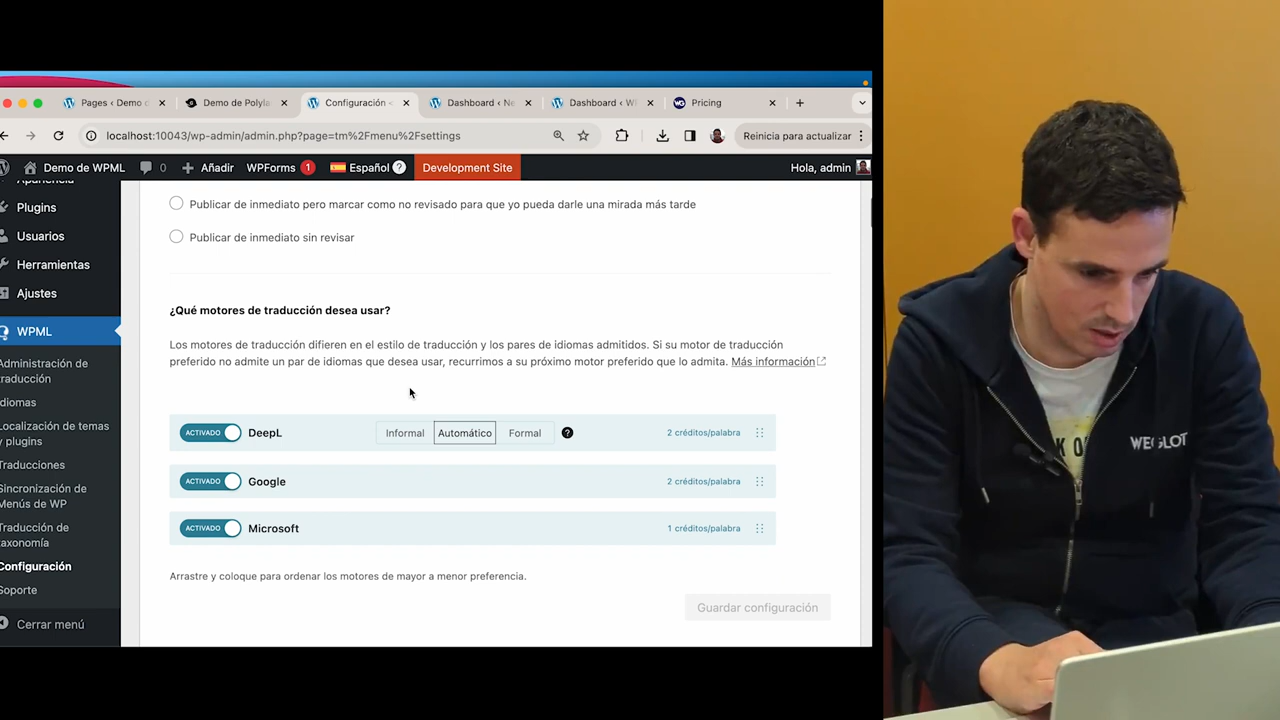 Pages ‹ Demo d
Demo de Polyla
Configuración ‹
Dashboard ‹ Ne
Dashboard ‹ W
Pricing
localhost:10043/wp-admin/admin.php?page=tm%2Fmenu%2Fsettings
Reinicia para actualizar
Demo de WPML
0
Añadir
WPForms 1
Español ?
Development Site
Hola, admin
Apariencia
Plugins
Usuarios
Herramientas
Ajustes
WPML
Administración de
traducción
diomas
Localización de temas
y plugins
Traducciones
Sincronización de
Menús de WP
Traducción de
taxonomía
Configuración
Soporte
Cerrar menú
Publicar de inmediato pero marcar como no revisado para que yo pueda darle una mirada más tarde
Publicar de inmediato sin revisar
¿Qué motores de traducción desea usar?
Los motores de traducción difieren en el estilo de traducción y los pares de idiomas admitidos. Si su motor de traducción
preferido no admite un par de idiomas que desea usar, recurrimos a su próximo motor preferido que lo admita. Más información
ACTIVADO DeepL Informal Automático Formal ? 2 créditos/palabra
ACTIVADO Google 2 créditos/palabra
ACTIVADO Microsoft 1 créditos/palabra
Arrastre y coloque para ordenar los motores de mayor a menor preferencia.
Guardar configuración
WEGLOT